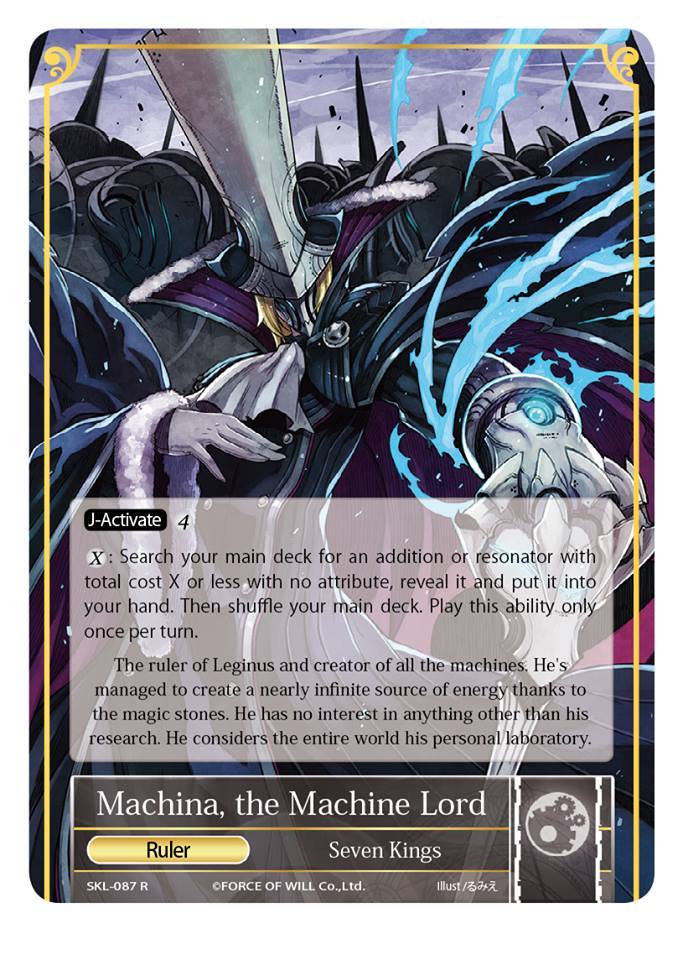 J-Activate 4
X: Search your main deck for an addition or resonator with
total cost X or less with no attribute, reveal it and put it into
your hand. Then shuffle your main deck. Play this ability only
once per turn.
The ruler of Leginus and creator of all the machines. He's
managed to create a nearly infinite source of energy thanks to
the magic stones. He has no interest in anything other than his
research. He considers the entire world his personal laboratory.
Machina, the Machine Lord
Ruler Seven Kings
SKL-087 R ©FORCE OF WILL Co.,Ltd. Illust/るみえ